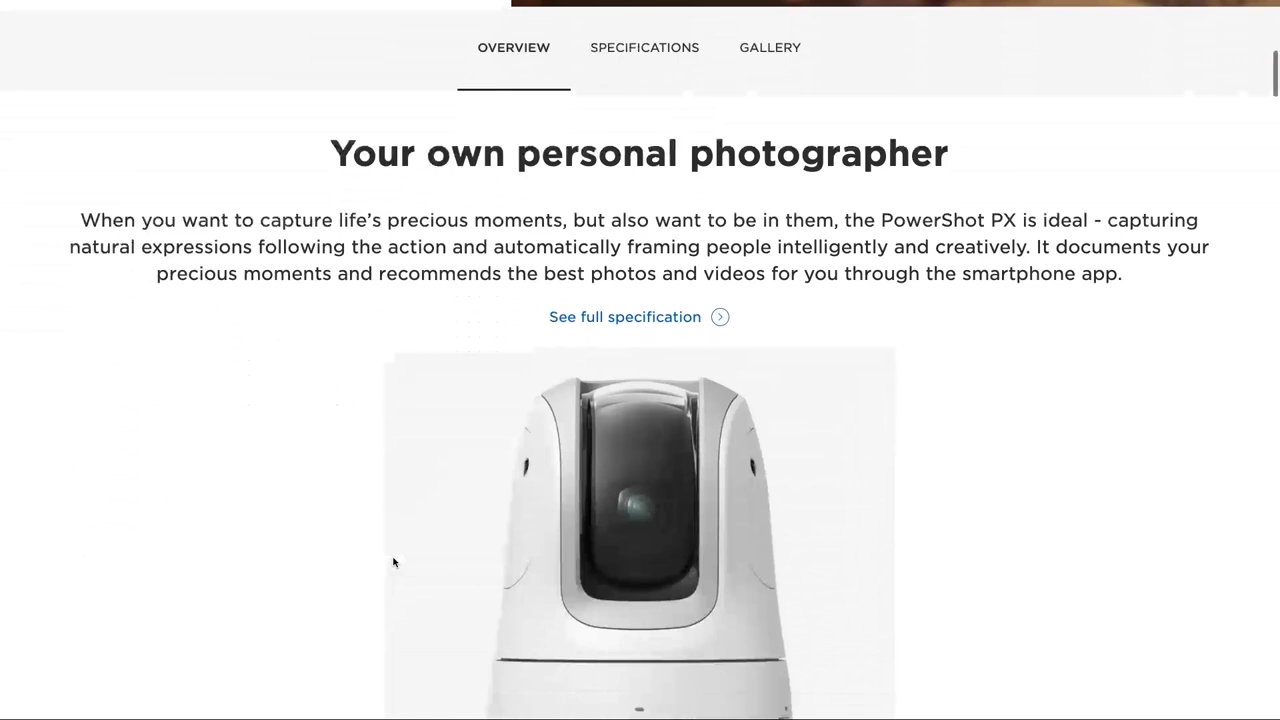 OVERVIEW SPECIFICATIONS GALLERY
Your own personal photographer
When you want to capture life’s precious moments, but also want to be in them, the PowerShot PX is ideal - capturing
natural expressions following the action and automatically framing people intelligently and creatively. It documents your
precious moments and recommends the best photos and videos for you through the smartphone app.
See full specification